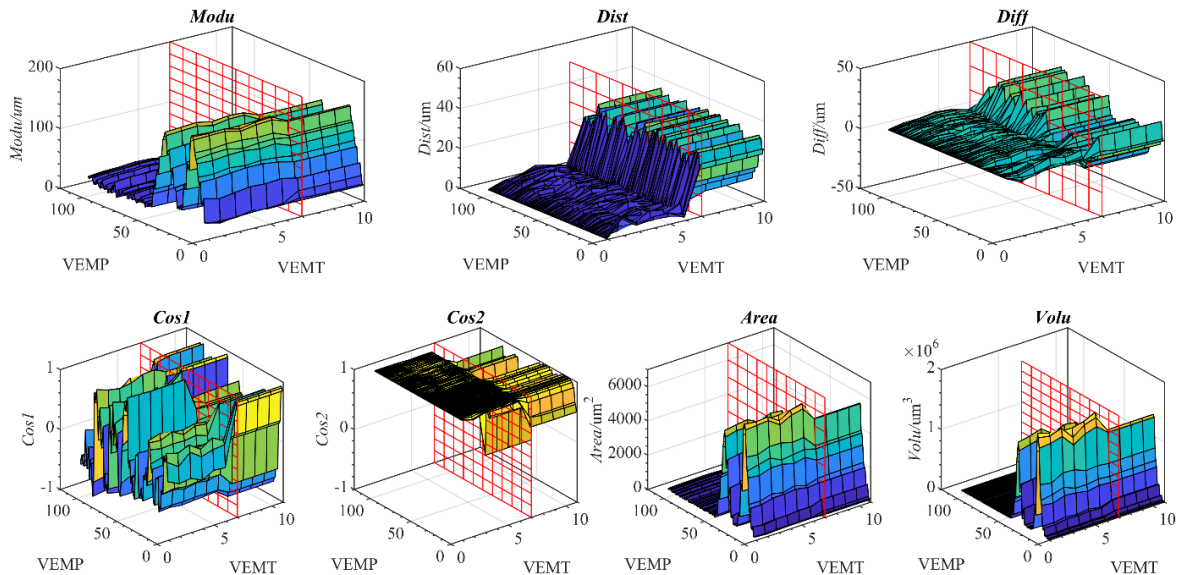 Modu
200
100
0
Modu/um
100
50
0
VEMP
0
5
10
VEMT
Dist
60
40
20
0
Dist/um
100
50
0
VEMP
0
5
10
VEMT
Diff
50
0
-50
Diff/um
100
50
0
VEMP
0
5
10
VEMT
Cos1
1
0
-1
Cos1
100
50
0
VEMP
0
5
10
VEMT
Cos2
1
0
-1
Cos2
100
50
0
VEMP
0
5
10
VEMT
Area
6000
4000
2000
0
Area/um²
100
50
0
VEMP
0
5
10
VEMT
Volu
×10⁶
2
1
0
Volu/um³
100
50
0
VEMP
0
5
10
VEMT